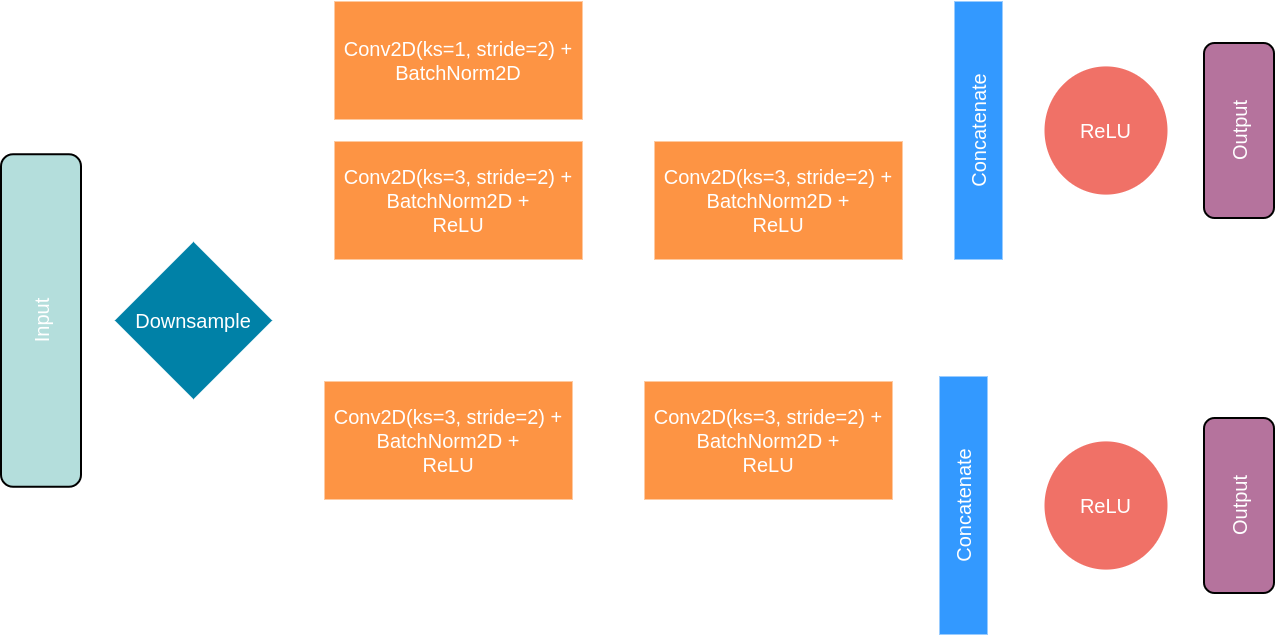 Input
Downsample
Conv2D(ks=1, stride=2) +
BatchNorm2D
Conv2D(ks=3, stride=2) +
BatchNorm2D +
ReLU
Conv2D(ks=3, stride=2) +
BatchNorm2D +
ReLU
Concatenate
ReLU
Output
Conv2D(ks=3, stride=2) +
BatchNorm2D +
ReLU
Conv2D(ks=3, stride=2) +
BatchNorm2D +
ReLU
Concatenate
ReLU
Output